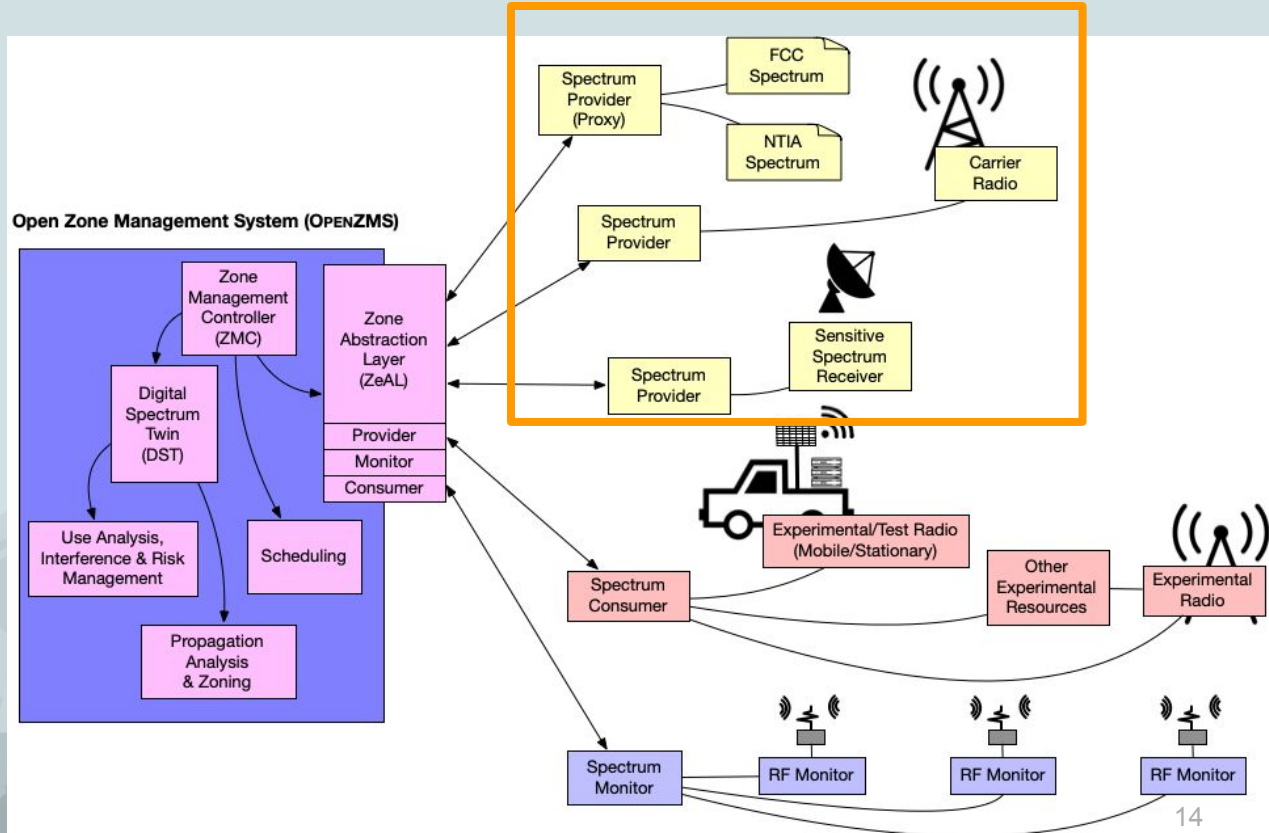 FCC
Spectrum
Spectrum
Provider
(Proxy)
NTIA
Spectrum
Carrier
Radio
Spectrum
Provider
Sensitive
Spectrum
Receiver
Spectrum
Provider
Open Zone Management System (OPENZMS)
Zone
Management
Controller
(ZMC)
Zone
Abstraction
Layer
(ZeAL)
Provider
Monitor
Consumer
Digital
Spectrum
Twin
(DST)
Use Analysis,
Interference & Risk
Management
Scheduling
Propagation
Analysis
& Zoning
Experimental/Test Radio
(Mobile/Stationary)
Spectrum
Consumer
Other
Experimental
Resources
Experimental
Radio
Spectrum
Monitor
RF Monitor
RF Monitor
RF Monitor
14